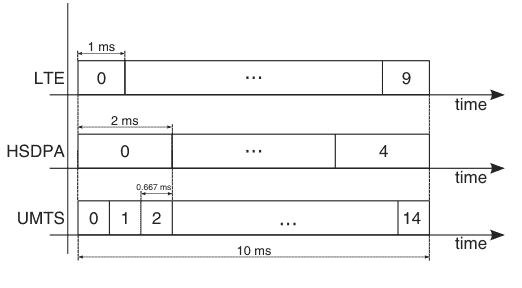 1 ms
LTE 0 ... 9
time
2 ms
HSDPA 0 ... 4
time
0.667 ms
UMTS 0 1 2 ... 14
time
10 ms